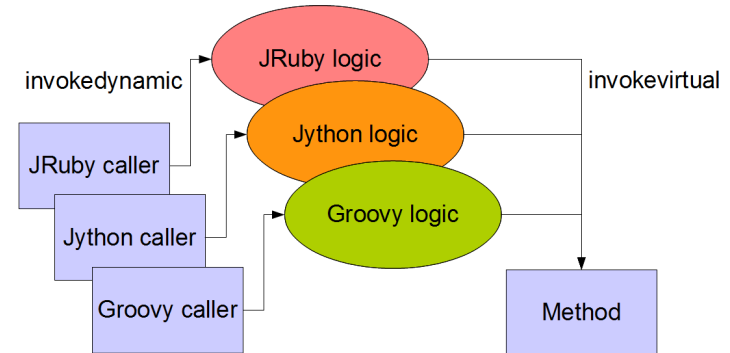 JRuby logic
invokedynamic
invokevirtual
Jython logic
JRuby caller
Groovy logic
Jython caller
Groovy caller
Method